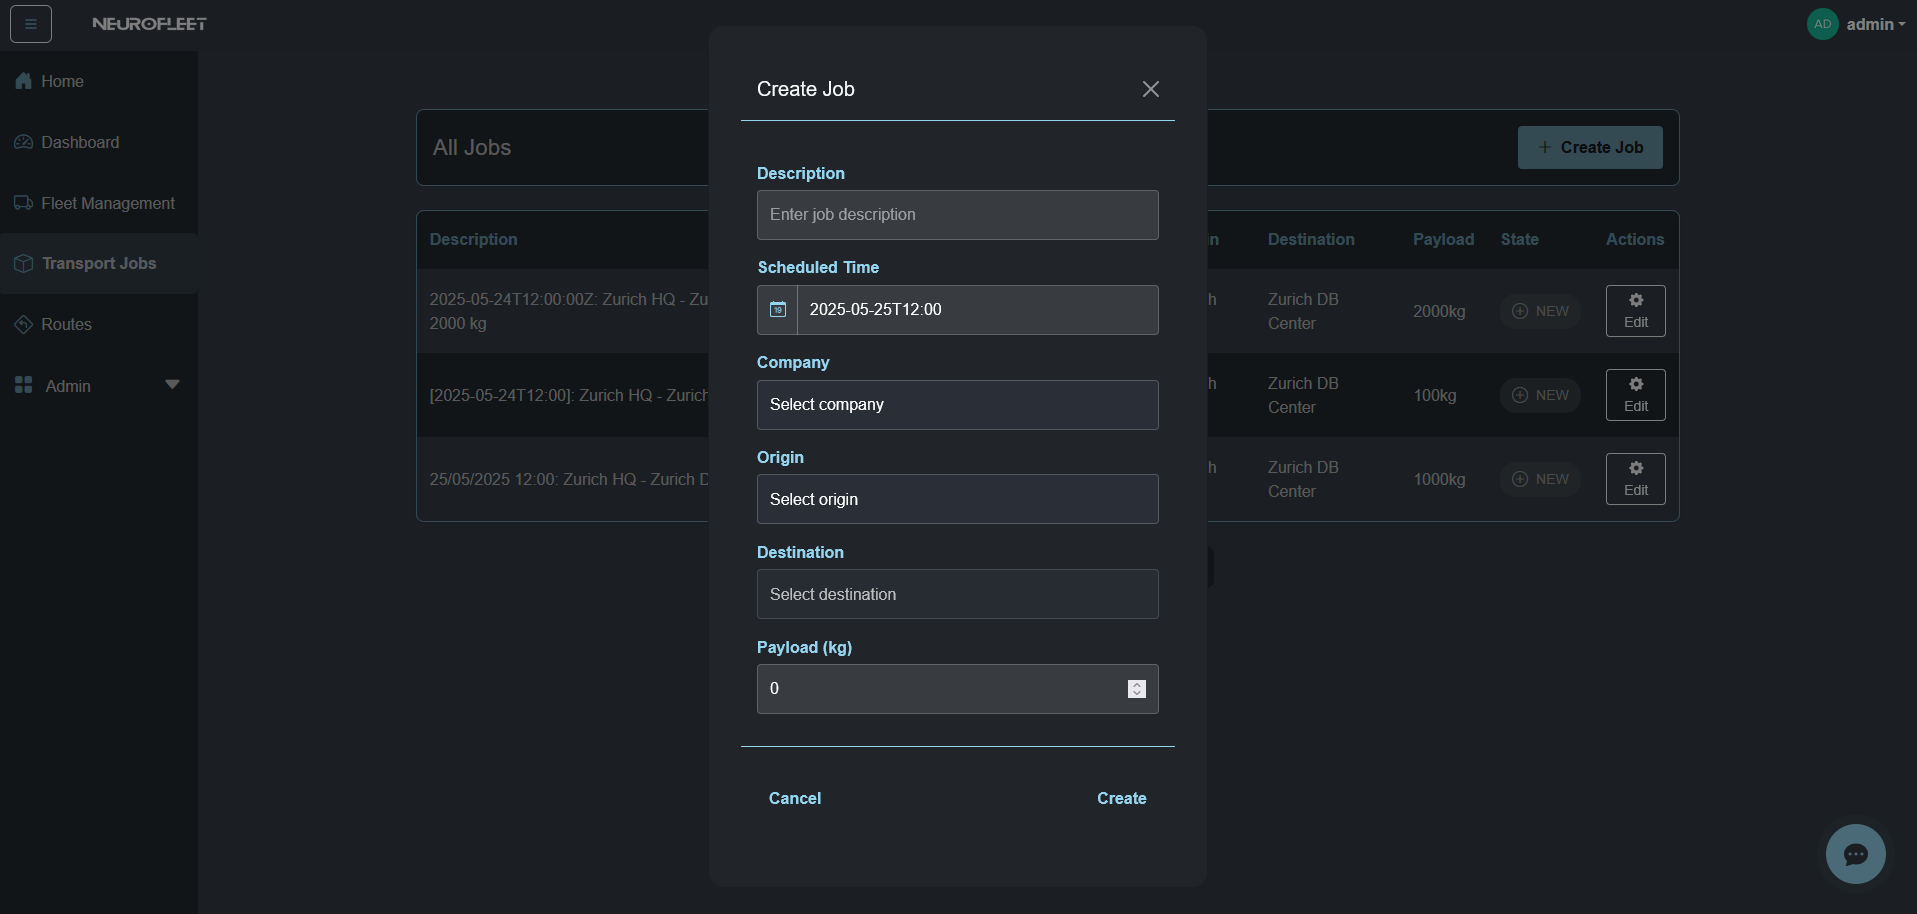 NEUROFLEET
AD admin
Home
Dashboard
Fleet Management
Transport Jobs
Routes
Admin
All Jobs
+ Create Job
Description
in
Destination
Payload
State
Actions
2025-05-24T12:00:00Z: Zurich HQ - Zu
2000 kg
h
Zurich DB
Center
2000kg
NEW
Edit
[2025-05-24T12:00]: Zurich HQ - Zurich
h
Zurich DB
Center
100kg
NEW
Edit
25/05/2025 12:00: Zurich HQ - Zurich D
h
Zurich DB
Center
1000kg
NEW
Edit
Create Job
Description
Enter job description
Scheduled Time
19
2025-05-25T12:00
Company
Select company
Origin
Select origin
Destination
Select destination
Payload (kg)
0
Cancel
Create